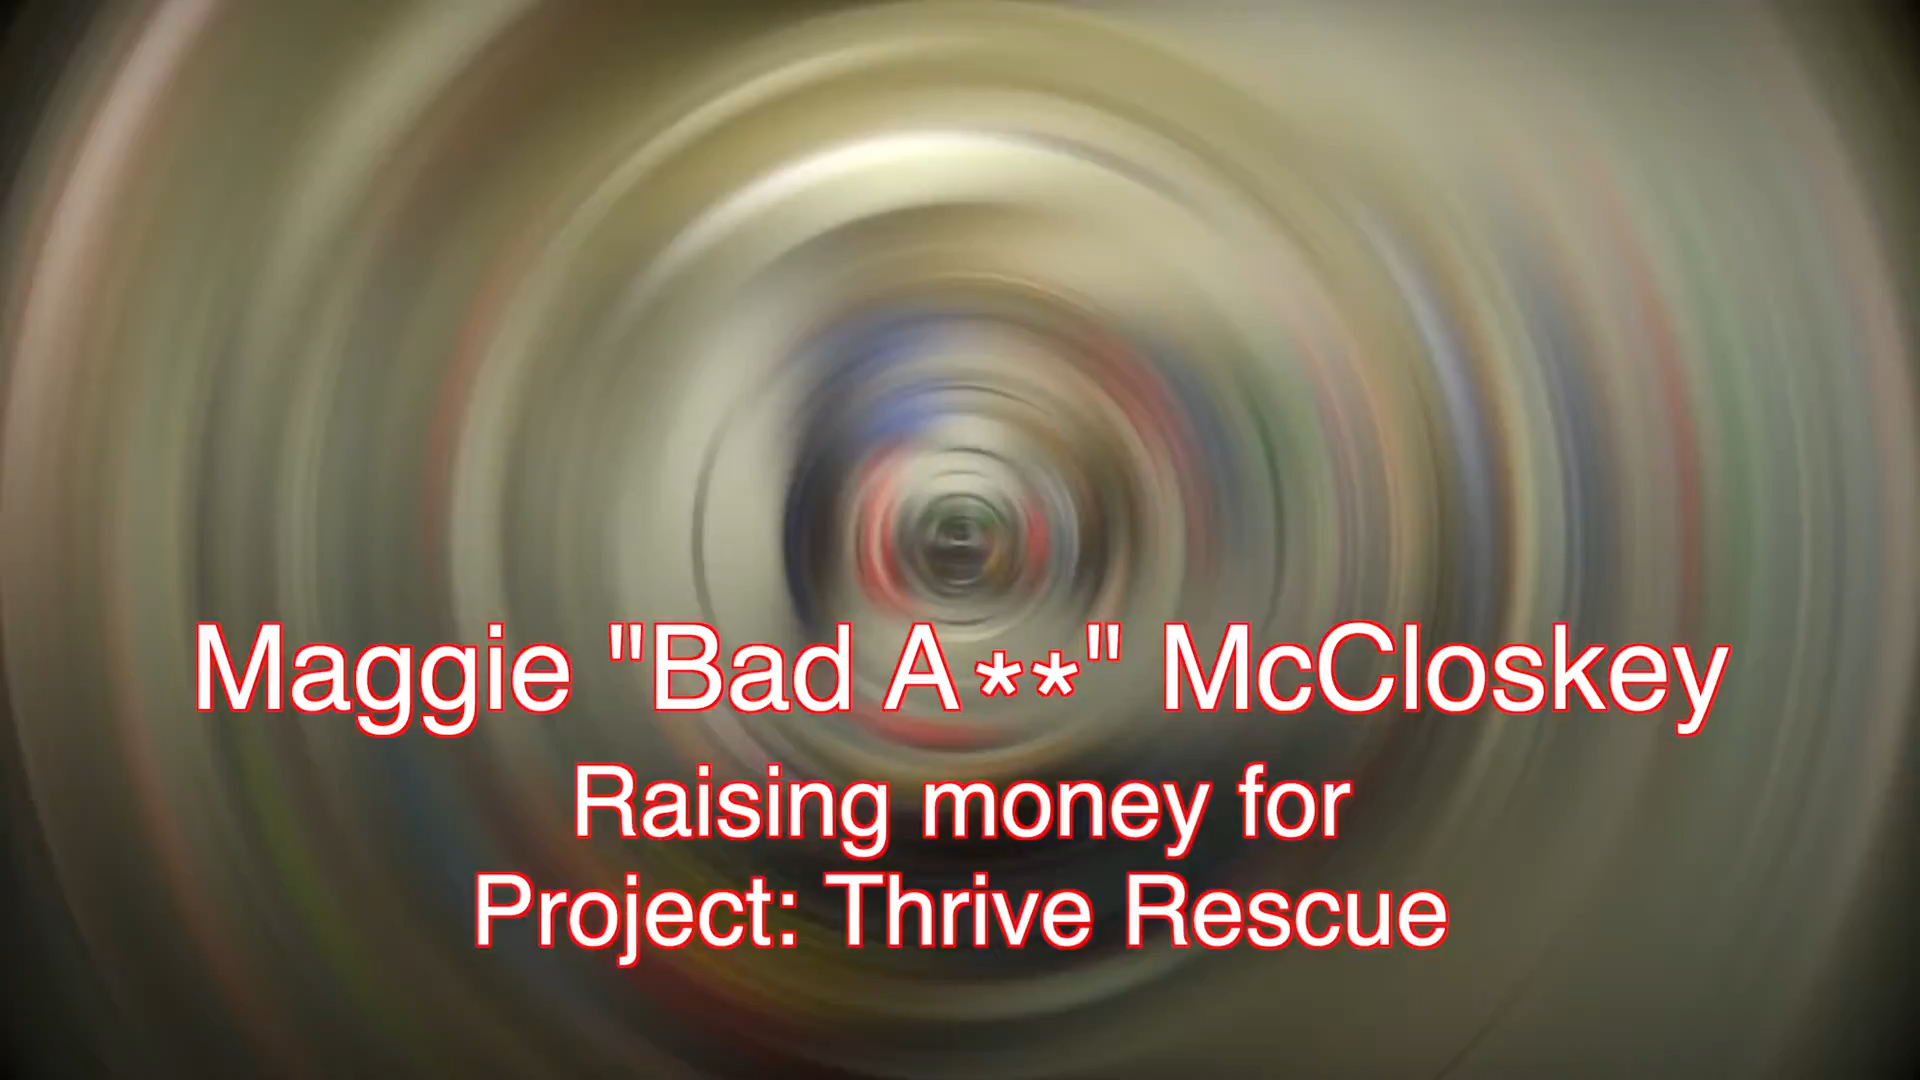 Maggie "Bad A**" McCloskey
Raising money for
Project: Thrive Rescue